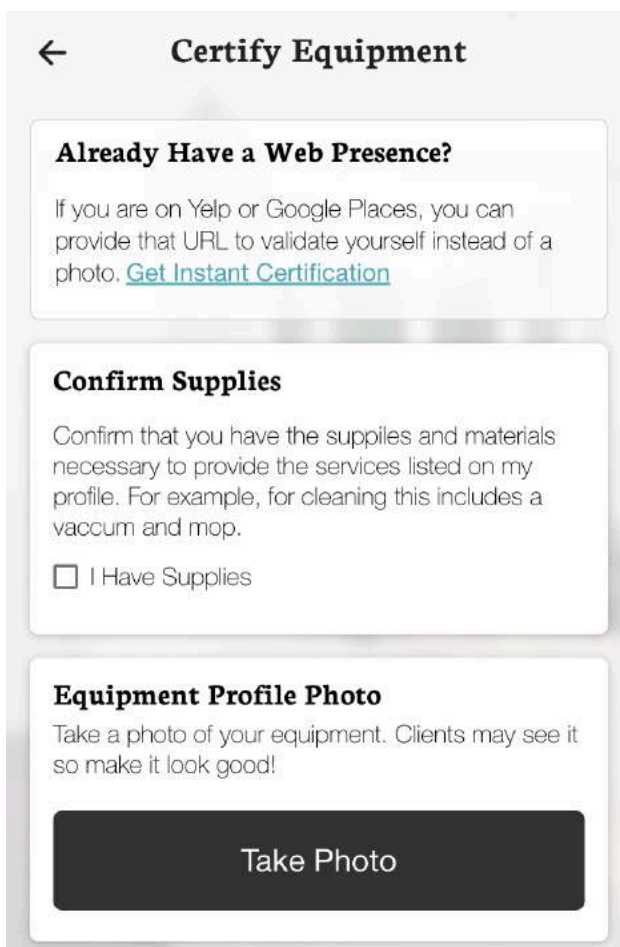 Certify Equipment
Already Have a Web Presence?
If you are on Yelp or Google Places, you can
provide that URL to validate yourself instead of a
photo. Get Instant Certification
Confirm Supplies
Confirm that you have the suppiles and materials
necessary to provide the services listed on my
profile. For example, for cleaning this includes a
vaccum and mop.
I Have Supplies
Equipment Profile Photo
Take a photo of your equipment. Clients may see it
so make it look good!
Take Photo